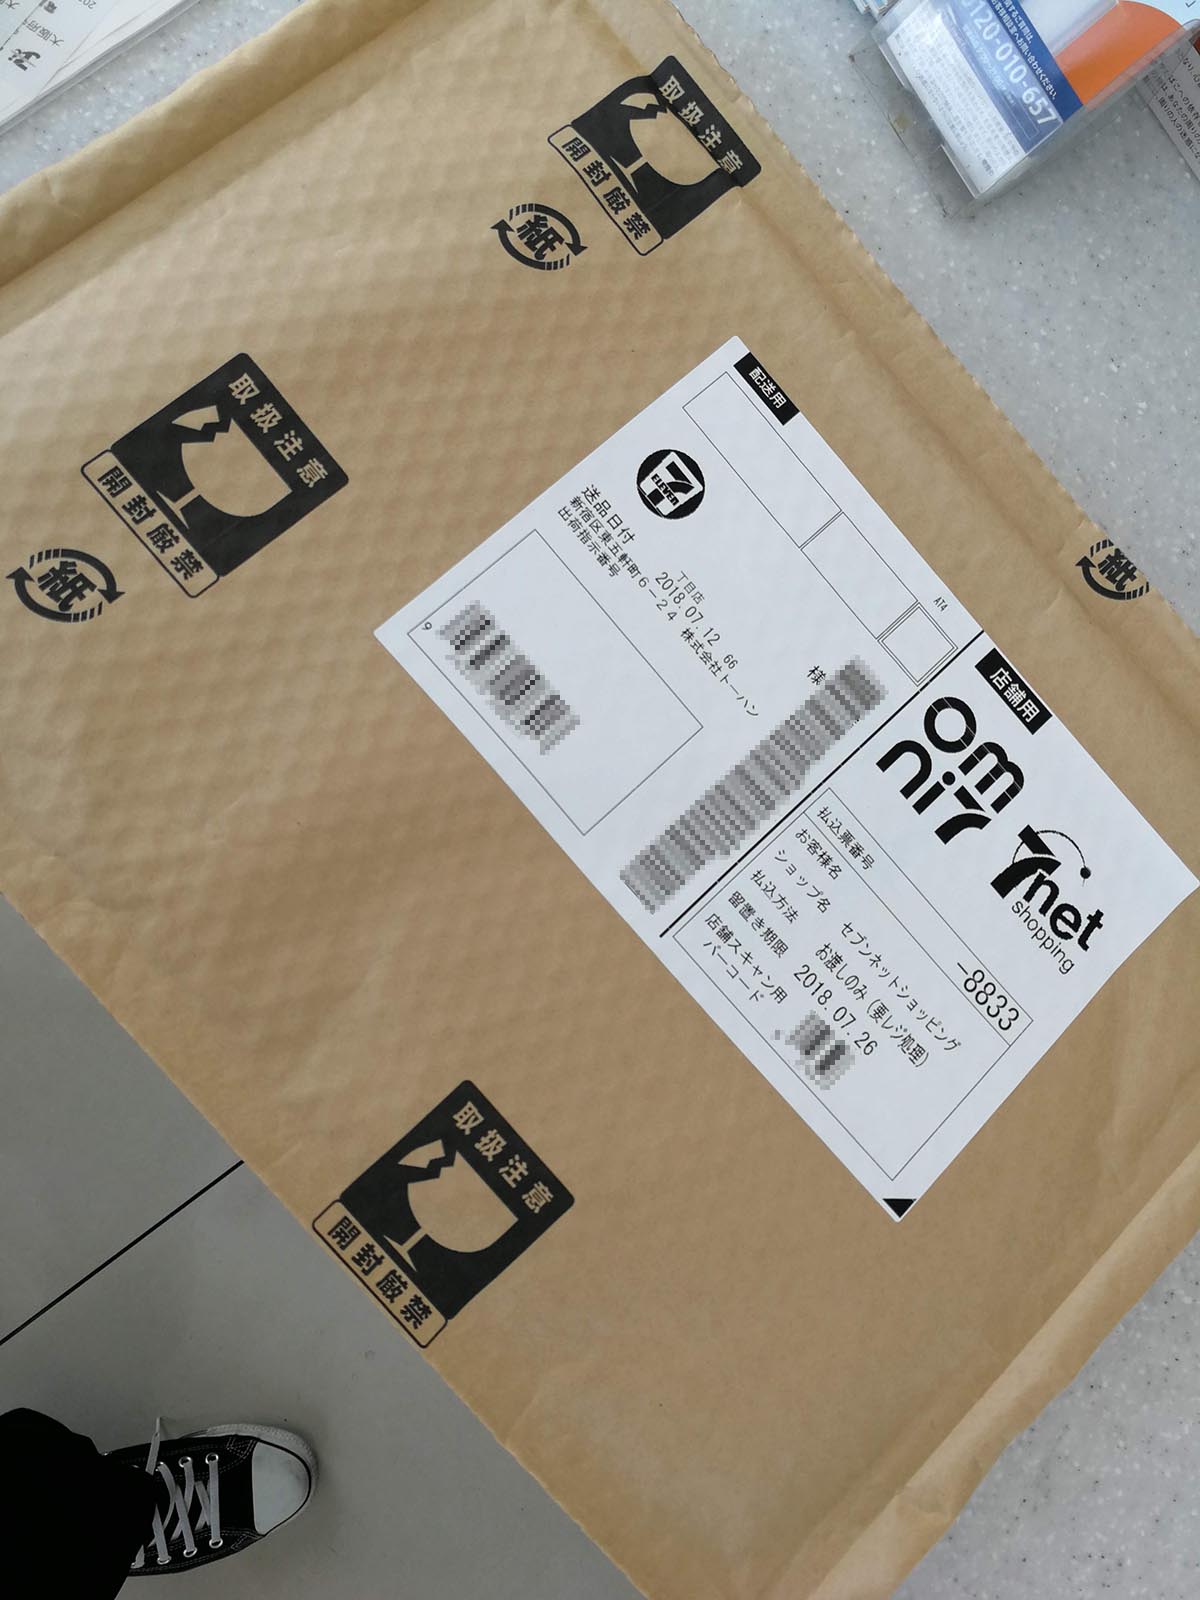 取扱注意
開封厳禁
紙
取扱注意
開封厳禁
紙
紙
取扱注意
開封厳禁
0120-010-657
大阪府
配送用
7
ELEVEN
丁目店
送品日付 2018.07.12 66
新宿区東五軒町6-24 株式会社トーハン
出荷指示番号
9
様
AT4
店舗用
omni7
7net
shopping
払込票番号 -8833
お客様名
ショップ名 セブンネットショッピング
払込方法 お渡しのみ(要レジ処理)
留置き期限 2018.07.26
店舗スキャン用
バーコード